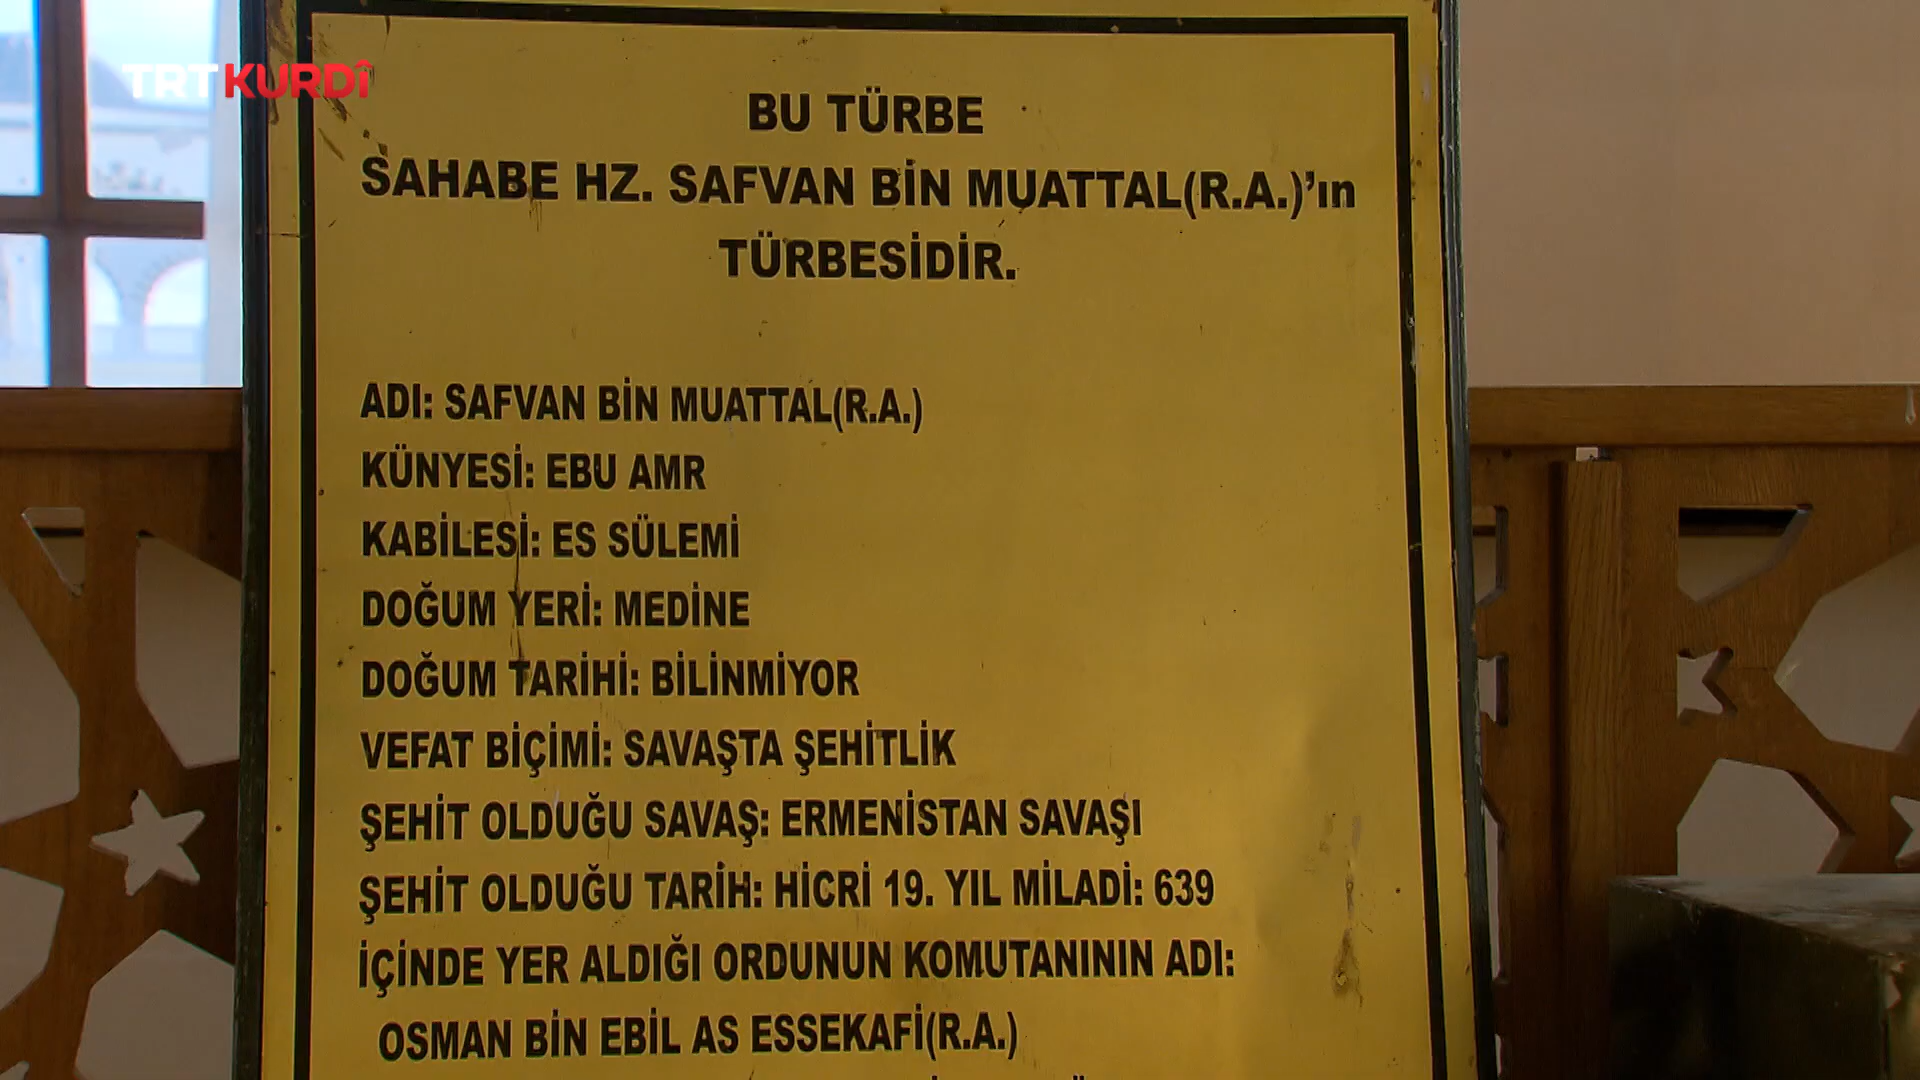 TRT KURDÎ
BU TÜRBE
SAHABE HZ. SAFVAN BİN MUATTAL(R.A.)'ın
TÜRBESİDİR.
ADI: SAFVAN BİN MUATTAL(R.A.)
KÜNYESİ: EBU AMR
KABİLESİ: ES SÜLEMİ
DOĞUM YERİ: MEDİNE
DOĞUM TARİHİ: BİLİNMİYOR
VEFAT BİÇİMİ: SAVAŞTA ŞEHİTLİK
ŞEHİT OLDUĞU SAVAŞ: ERMENİSTAN SAVAŞI
ŞEHİT OLDUĞU TARİH: HİCRİ 19. YIL MİLADİ: 639
İÇİNDE YER ALDIĞI ORDUNUN KOMUTANININ ADI:
OSMAN BİN EBİL AS ESSEKAFİ(R.A.)